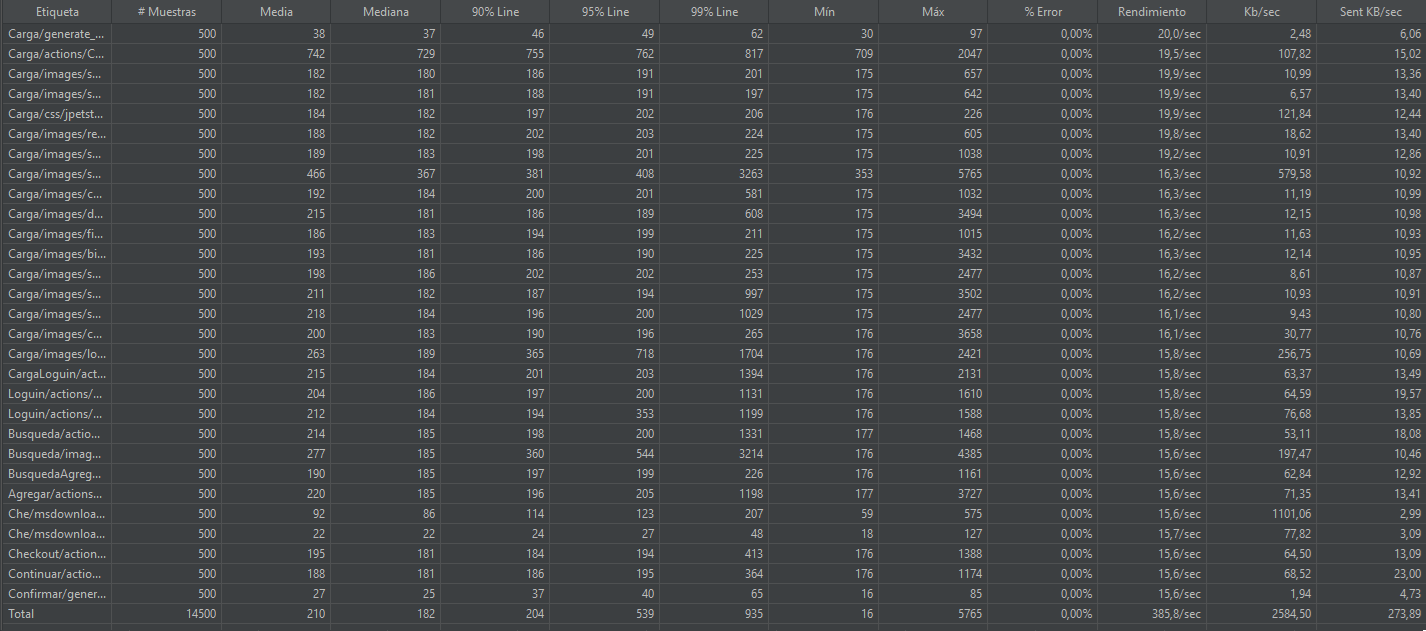 Etiqueta # Muestras Media Mediana 90% Line 95% Line 99% Line Mín Máx % Error Rendimiento Kb/sec Sent KB/sec
Carga/generate_... 500 38 37 46 49 62 30 97 0,00% 20,0/sec 2,48 6,06
Carga/actions/C... 500 742 729 755 762 817 709 2047 0,00% 19,5/sec 107,82 15,02
Carga/images/s... 500 182 180 186 191 201 175 657 0,00% 19,9/sec 10,99 13,36
Carga/images/s... 500 182 181 188 191 197 175 642 0,00% 19,9/sec 6,57 13,40
Carga/css/jpetst... 500 184 182 197 202 206 176 226 0,00% 19,9/sec 121,84 12,44
Carga/images/re... 500 188 182 202 203 224 175 605 0,00% 19,8/sec 18,62 13,40
Carga/images/s... 500 189 183 198 201 225 175 1038 0,00% 19,2/sec 10,91 12,86
Carga/images/s... 500 466 367 381 408 3263 353 5765 0,00% 16,3/sec 579,58 10,92
Carga/images/c... 500 192 184 200 201 581 175 1032 0,00% 16,3/sec 11,19 10,99
Carga/images/d... 500 215 181 186 189 608 175 3494 0,00% 16,3/sec 12,15 10,98
Carga/images/fi... 500 186 183 194 199 211 175 1015 0,00% 16,2/sec 11,63 10,93
Carga/images/bi... 500 193 181 186 190 225 175 3432 0,00% 16,3/sec 12,14 10,95
Carga/images/s... 500 198 186 202 202 253 175 2477 0,00% 16,2/sec 8,61 10,87
Carga/images/s... 500 211 182 187 194 997 175 3502 0,00% 16,2/sec 10,93 10,91
Carga/images/s... 500 218 184 196 200 1029 175 2477 0,00% 16,1/sec 9,43 10,80
Carga/images/c... 500 200 183 190 196 265 176 3658 0,00% 16,1/sec 30,77 10,76
Carga/images/lo... 500 263 189 365 718 1704 176 2421 0,00% 15,8/sec 256,75 10,69
CargaLoguin/act... 500 215 184 201 203 1394 176 2131 0,00% 15,8/sec 63,37 13,49
Loguin/actions/... 500 204 186 197 200 1131 176 1610 0,00% 15,8/sec 64,59 19,57
Loguin/actions/... 500 212 184 194 353 1199 176 1588 0,00% 15,8/sec 76,68 13,85
Busqueda/actio... 500 214 185 198 200 1331 177 1468 0,00% 15,8/sec 53,11 18,08
Busqueda/imag... 500 277 185 360 544 3214 176 4385 0,00% 15,8/sec 197,47 10,46
BusquedaAgreg... 500 190 185 197 199 226 176 1161 0,00% 15,6/sec 62,84 12,92
Agregar/actions... 500 220 185 196 205 1198 177 3727 0,00% 15,6/sec 71,35 13,41
Che/msdownloa... 500 92 86 114 123 207 59 575 0,00% 15,6/sec 1101,06 2,99
Che/msdownloa... 500 22 22 24 27 48 18 127 0,00% 15,7/sec 77,82 3,09
Checkout/action... 500 195 181 184 194 413 176 1388 0,00% 15,6/sec 64,50 13,09
Continuar/actio... 500 188 181 186 195 364 176 1174 0,00% 15,6/sec 68,52 23,00
Confirmar/gener... 500 27 25 37 40 65 16 85 0,00% 15,6/sec 1,94 4,73
Total 14500 210 182 204 539 935 16 5765 0,00% 385,8/sec 2584,50 273,89